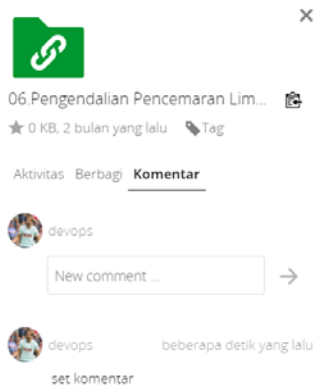 06.Pengendalian Pencemaran Lim...
0 KB, 2 bulan yang lalu Tag
Aktivitas Berbagi Komentar
devops
New comment ...
devops beberapa detik yang lalu
set komentar